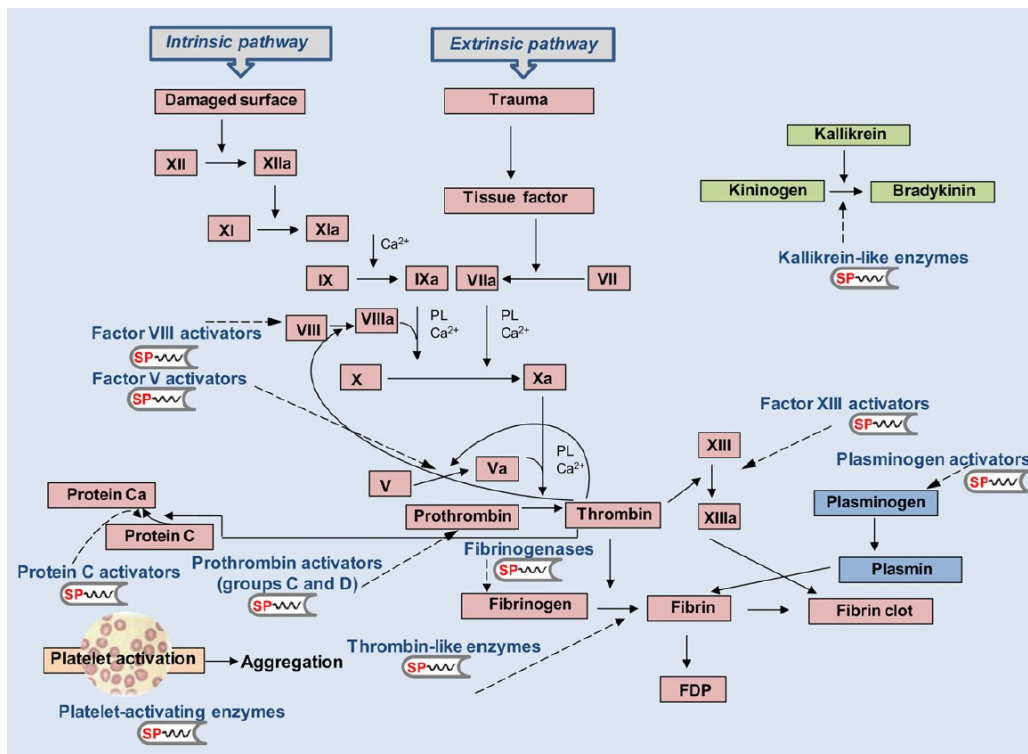 Intrinsic pathway
Extrinsic pathway
Damaged surface
Trauma
Kallikrein
XII
XIIa
Kininogen
Bradykinin
Tissue factor
XI
XIa
Ca2+
Kallikrein-like enzymes
SP
IX
IXa
VIIa
VII
Factor VIII activators
SP
VIII
VIIIa
PL
Ca2+
PL
Ca2+
Factor V activators
SP
X
Xa
Factor XIII activators
SP
XIII
PL
Ca2+
Va
V
Plasminogen activators
SP
Protein Ca
Protein C
Prothrombin
Thrombin
XIIIa
Plasminogen
Protein C activators
SP
Prothrombin activators
(groups C and D)
SP
Fibrinogenases
SP
Plasmin
Fibrinogen
Fibrin
Fibrin clot
Platelet activation
Aggregation
Thrombin-like enzymes
SP
FDP
Platelet-activating enzymes
SP